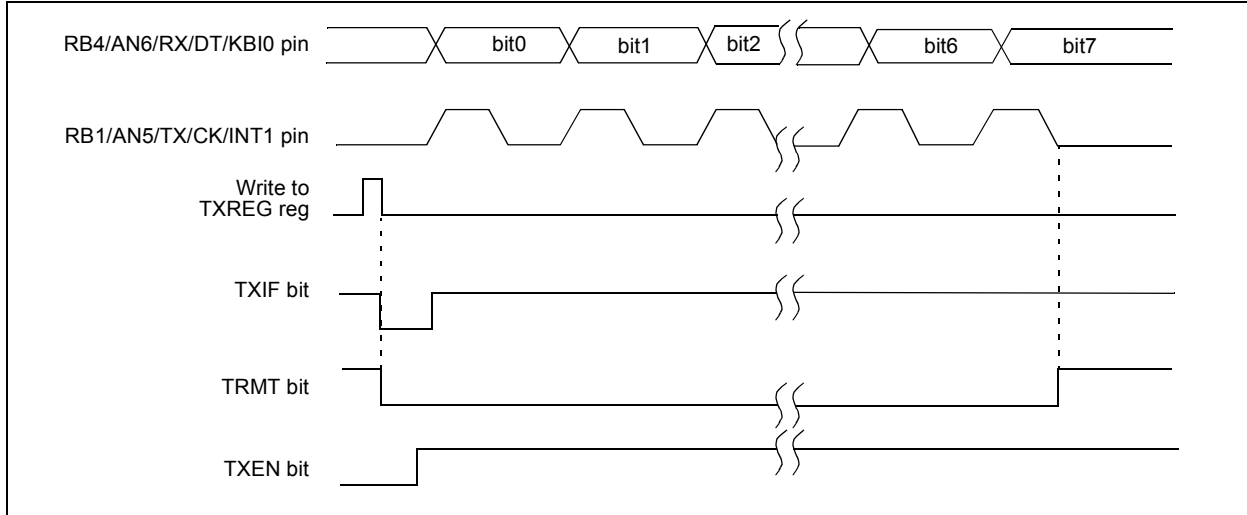 RB4/AN6/RX/DT/KBI0 pin
bit0 bit1 bit2 bit6 bit7
RB1/AN5/TX/CK/INT1 pin
Write to
TXREG reg
TXIF bit
TRMT bit
TXEN bit